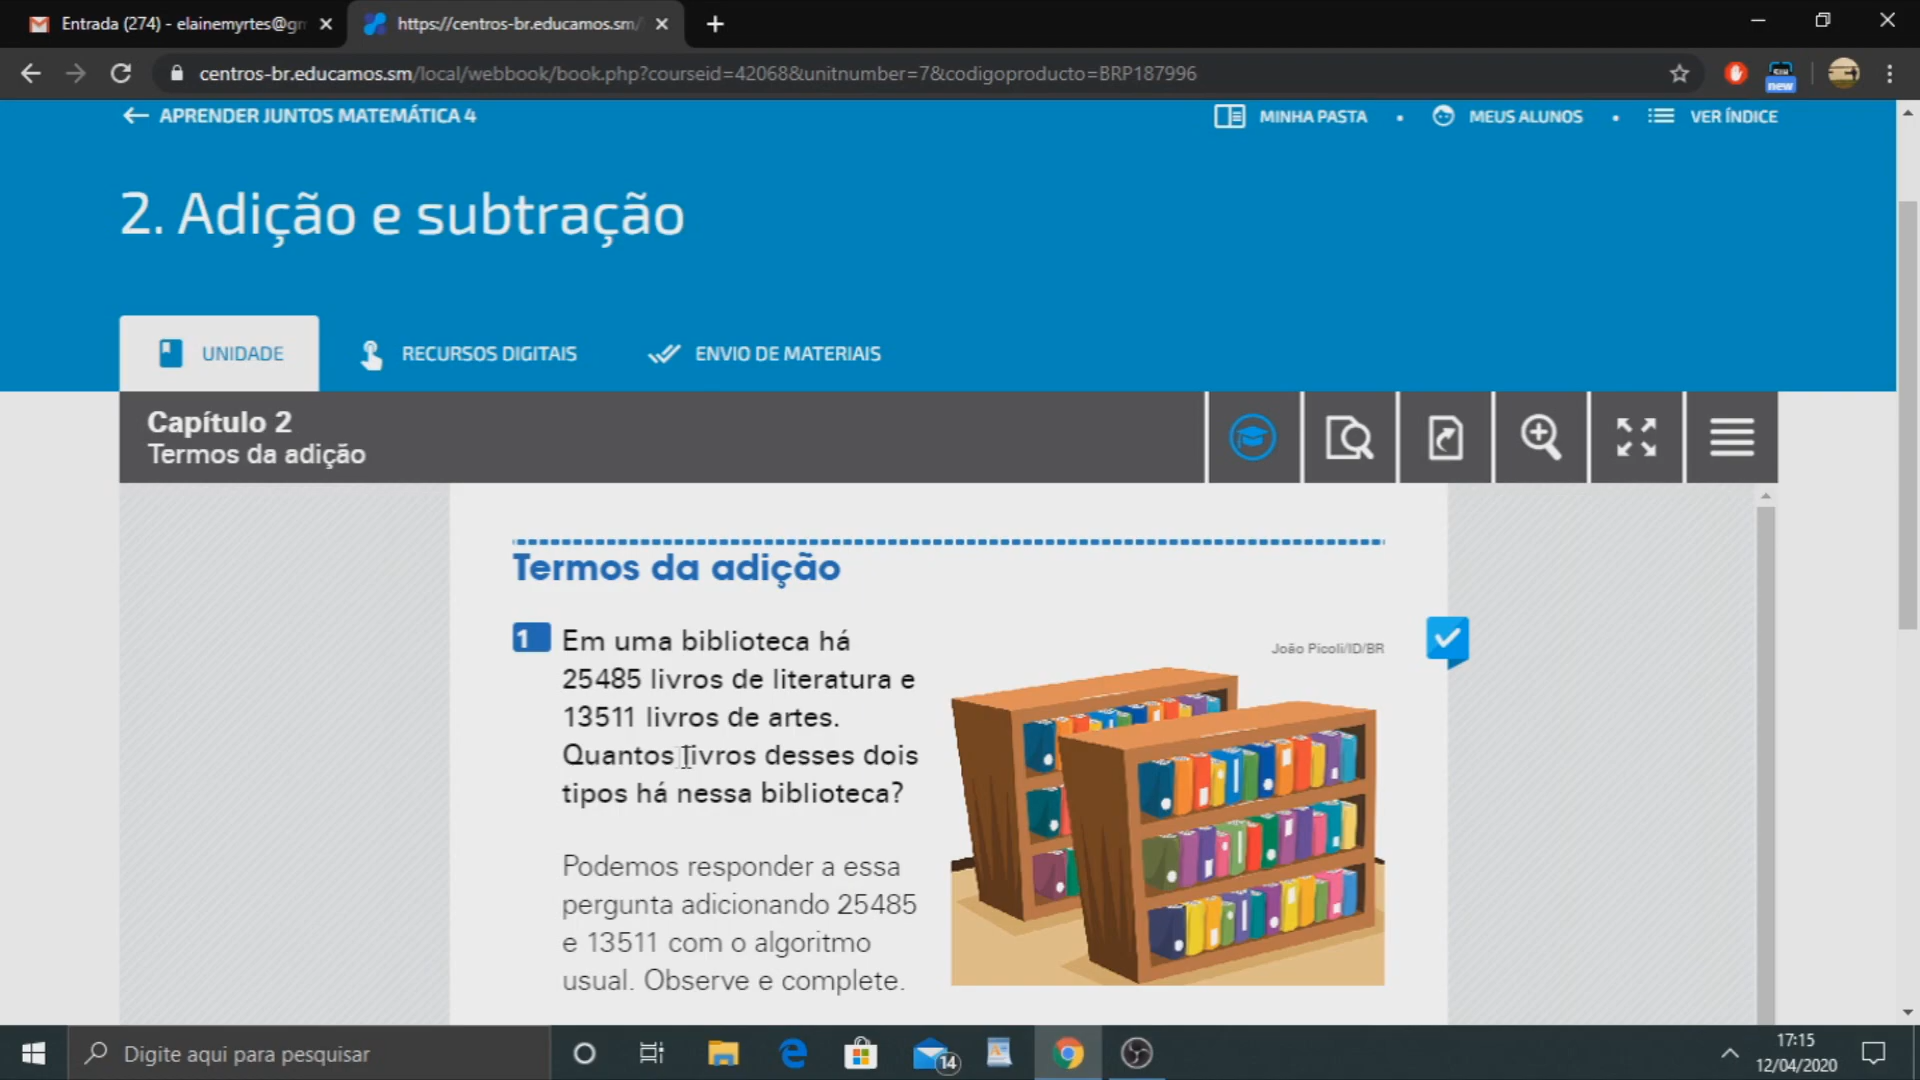 Entrada (274) - elainemyrtes@gm
https://centros-br.educamos.sm/
centros-br.educamos.sm/local/webbook/book.php?courseid=42068&unitnumber=7&codigoproducto=BRP187996
new
APRENDER JUNTOS MATEMÁTICA 4
MINHA PASTA
MEUS ALUNOS
VER ÍNDICE
2. Adição e subtração
UNIDADE
RECURSOS DIGITAIS
ENVIO DE MATERIAIS
Capítulo 2
Termos da adição
Termos da adição
1 Em uma biblioteca há
25485 livros de literatura e
13511 livros de artes.
Quantos livros desses dois
tipos há nessa biblioteca?
João Picoli/ID/BR
Podemos responder a essa
pergunta adicionando 25485
e 13511 com o algoritmo
usual. Observe e complete.
Digite aqui para pesquisar
14
17:15
12/04/2020